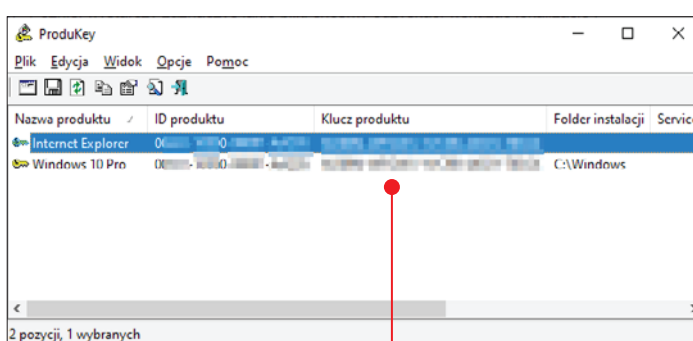 ProduKey
Plik Edycja Widok Opcje Pomoc
Nazwa produktu ID produktu Klucz produktu Folder instalacji Service
Internet Explorer
Windows 10 Pro C:\Windows
2 pozycji, 1 wybranych